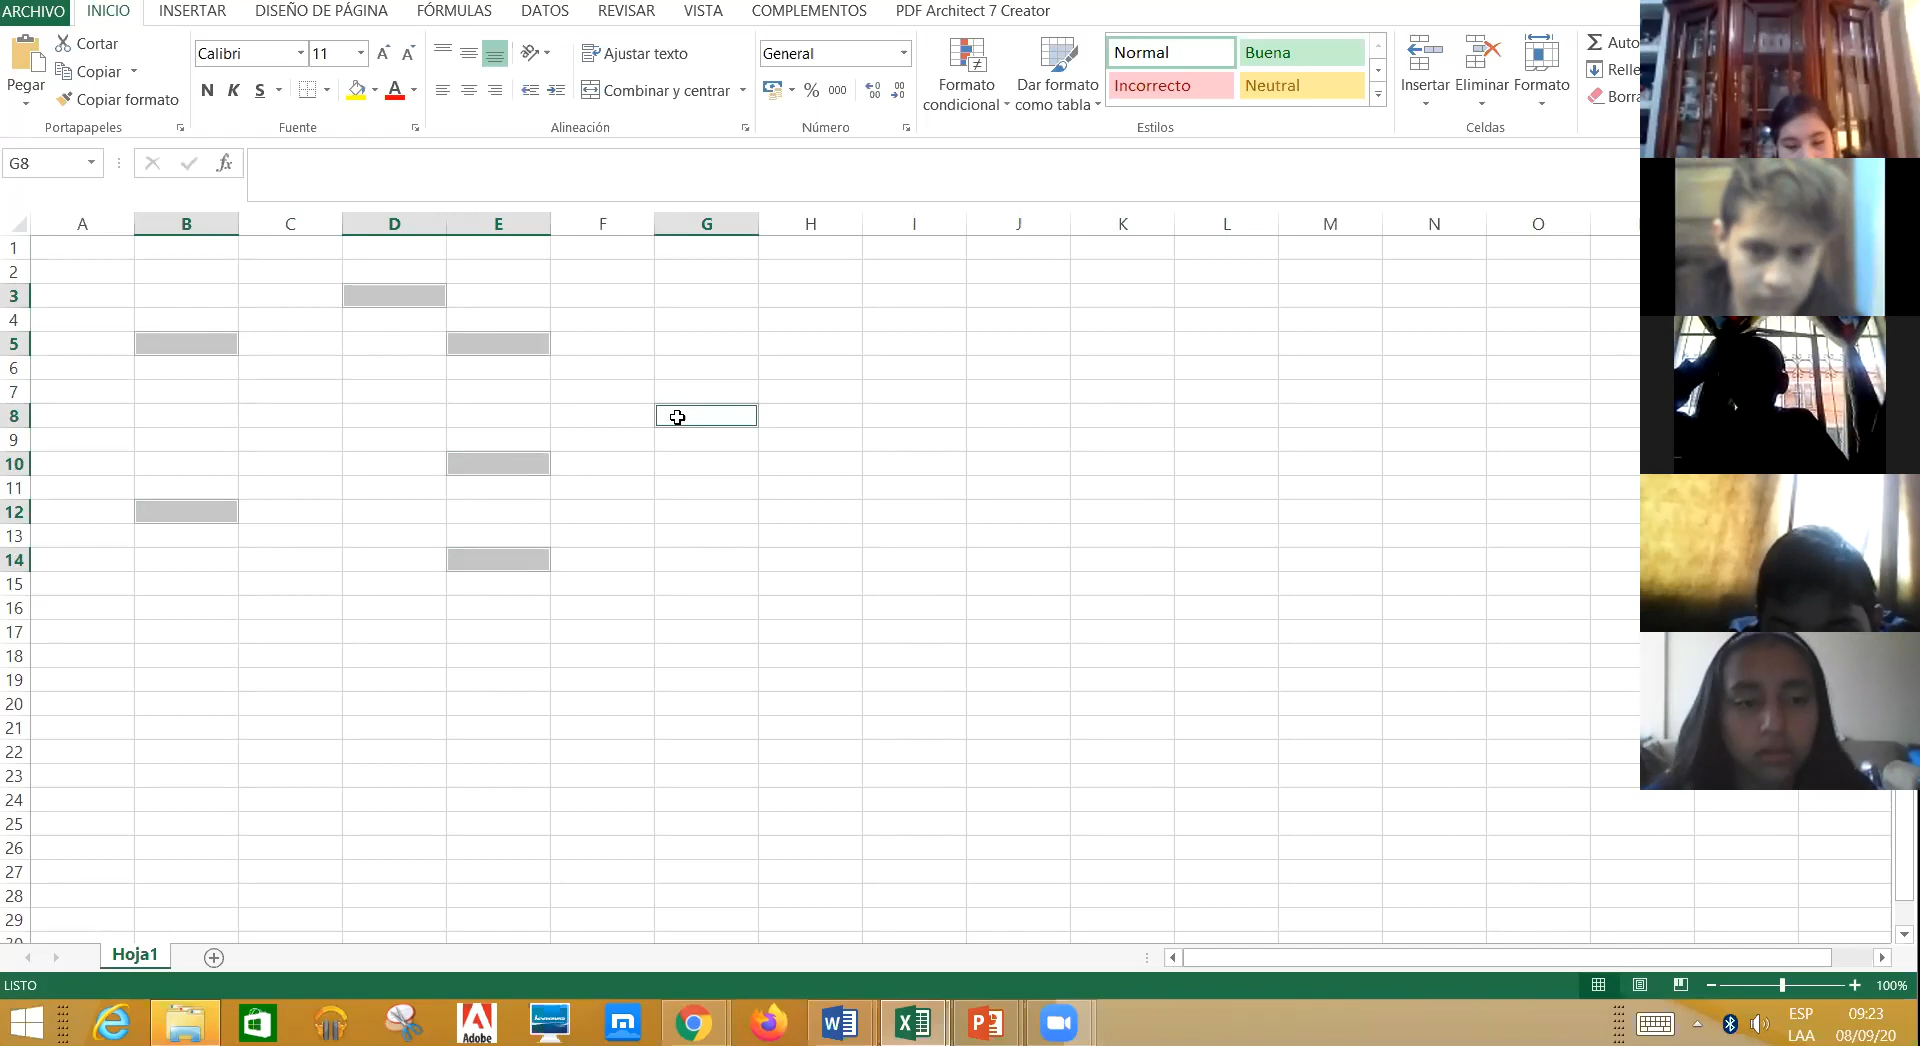 ARCHIVO INICIO INSERTAR DISEÑO DE PÁGINA FÓRMULAS DATOS REVISAR VISTA COMPLEMENTOS PDF Architect 7 Creator
Pegar
Cortar
Copiar
Copiar formato
Portapapeles
Calibri 11
N K S
Fuente
Ajustar texto
Combinar y centrar
Alineación
General
% 000
Número
Formato condicional
Dar formato como tabla
Normal Buena
Incorrecto Neutral
Estilos
Insertar Eliminar Formato
Celdas
Auto
Relle
Borra
G8
fx
A B C D E F G H I J K L M N O
1
2
3
4
5
6
7
8
9
10
11
12
13
14
15
16
17
18
19
20
21
22
23
24
25
26
27
28
29
Hoja1
LISTO
100%
Adobe
ESP 09:23
LAA 08/09/20